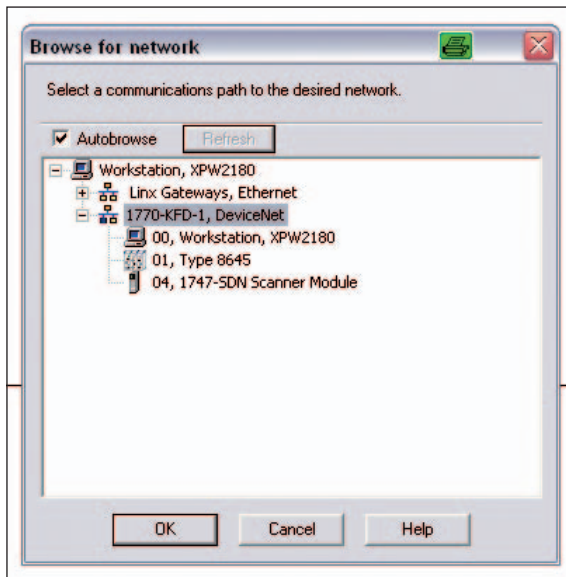 Browse for network
Select a communications path to the desired network.
Autobrowse Refresh
Workstation, XPW2180
Linx Gateways, Ethernet
1770-KFD-1, DeviceNet
00, Workstation, XPW2180
01, Type 8645
04, 1747-SDN Scanner Module
OK Cancel Help